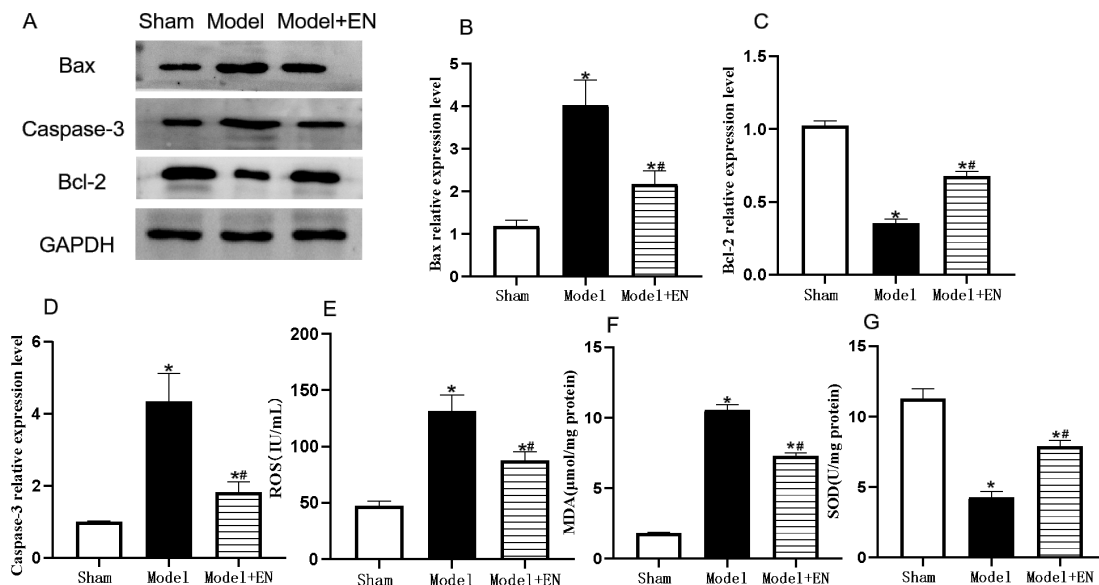 A
Sham Model Model+EN
Bax
Caspase-3
Bcl-2
GAPDH
B
Bax relative expression level
5
4
3
2
1
0
*
*#
Sham Model Model+EN
C
Bcl-2 relative expression level
1.5
1.0
0.5
0.0
*
*#
Sham Model Model+EN
D
Caspase-3 relative expression level
6
4
2
0
*
*#
Sham Model Model+EN
E
ROS(IU/mL)
200
150
100
50
0
*
*#
Sham Model Model+EN
F
MDA(μmol/mg protein)
15
10
5
0
*
*#
Sham Model Model+EN
G
SOD(U/mg protein)
15
10
5
0
*
*#
Sham Model Model+EN